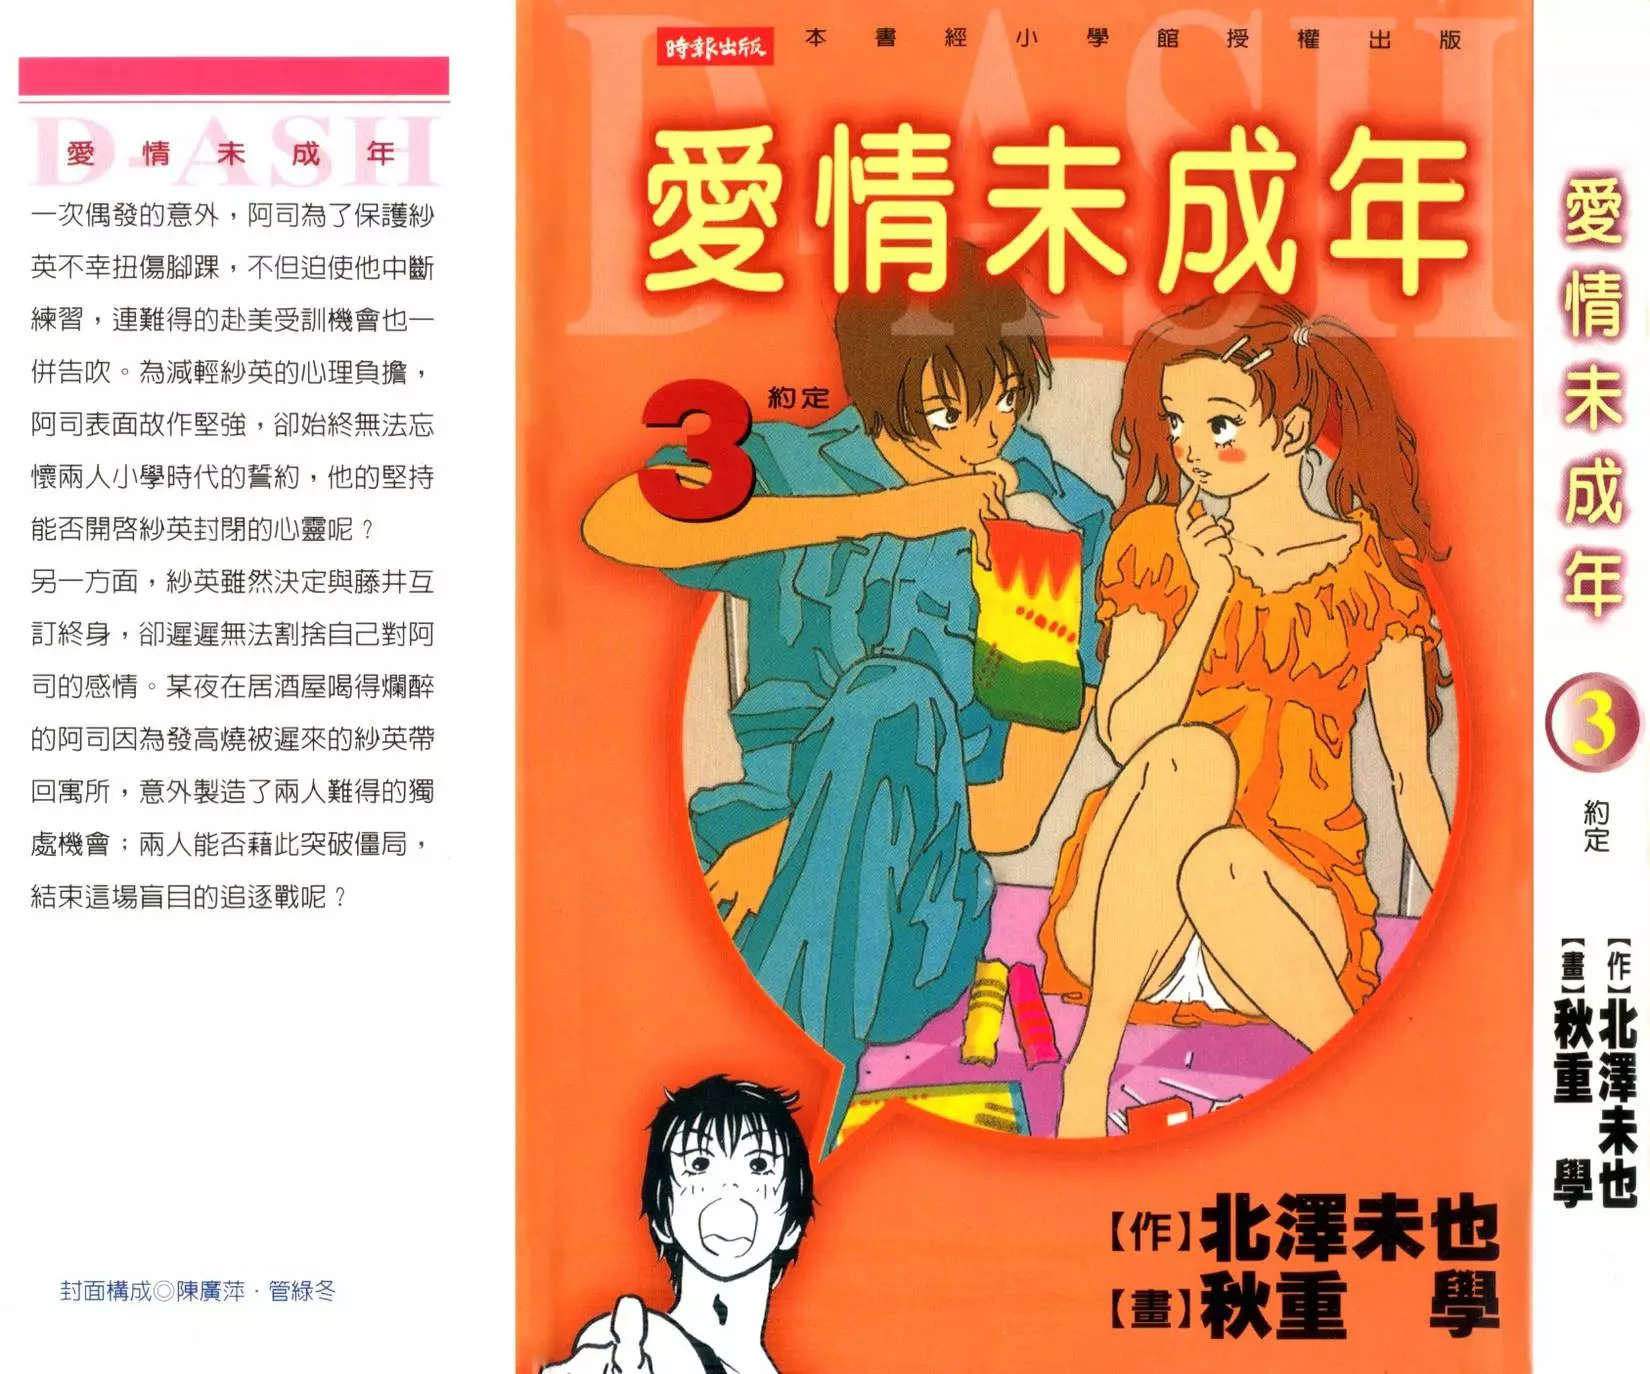 D-ASH
愛情未成年
一次偶發的意外，阿司為了保護紗
英不幸扭傷腳踝，不但迫使他中斷
練習，連難得的赴美受訓機會也一
併告吹。為減輕紗英的心理負擔，
阿司表面故作堅強，卻始終無法忘
懷兩人小學時代的誓約，他的堅持
能否開啓紗英封閉的心靈呢？
另一方面，紗英雖然決定與藤井互
訂終身，卻遲遲無法割捨自己對阿
司的感情。某夜在居酒屋喝得爛醉
的阿司因為發高燒被遲來的紗英帶
回寓所，意外製造了兩人難得的獨
處機會；兩人能否藉此突破僵局，
結束這場盲目的追逐戰呢？
封面構成◎陳廣萍．管綠冬
時報出版
本書經小學館授權出版
D-ASH
愛情未成年
3 約定
【作】北澤未也
【畫】秋重 學
愛情未成年
3
約定
【作】北澤未也
【畫】秋重 學